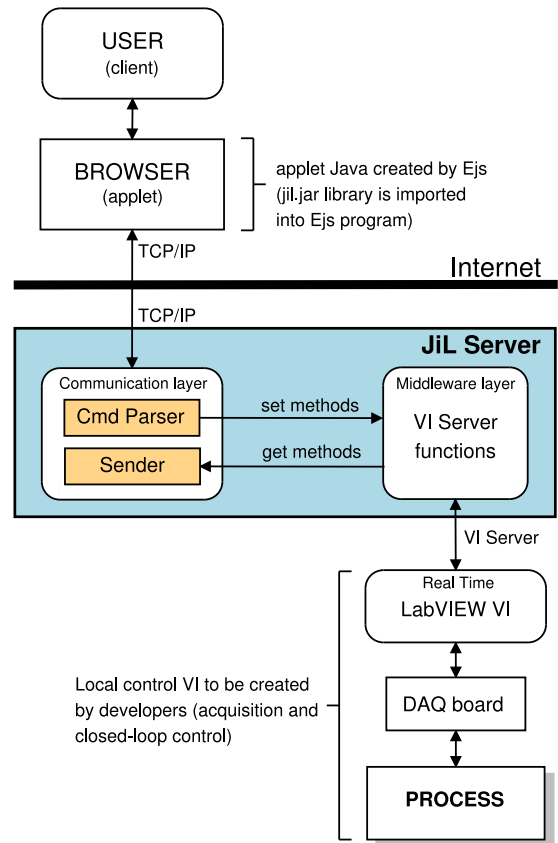 USER
(client)
BROWSER
(applet)
applet Java created by Ejs
(jil.jar library is imported
into Ejs program)
TCP/IP
Internet
TCP/IP
JiL Server
Communication layer
Cmd Parser
Sender
set methods
get methods
Middleware layer
VI Server
functions
VI Server
Real Time
LabVIEW VI
Local control VI to be created
by developers (acquisition and
closed-loop control)
DAQ board
PROCESS